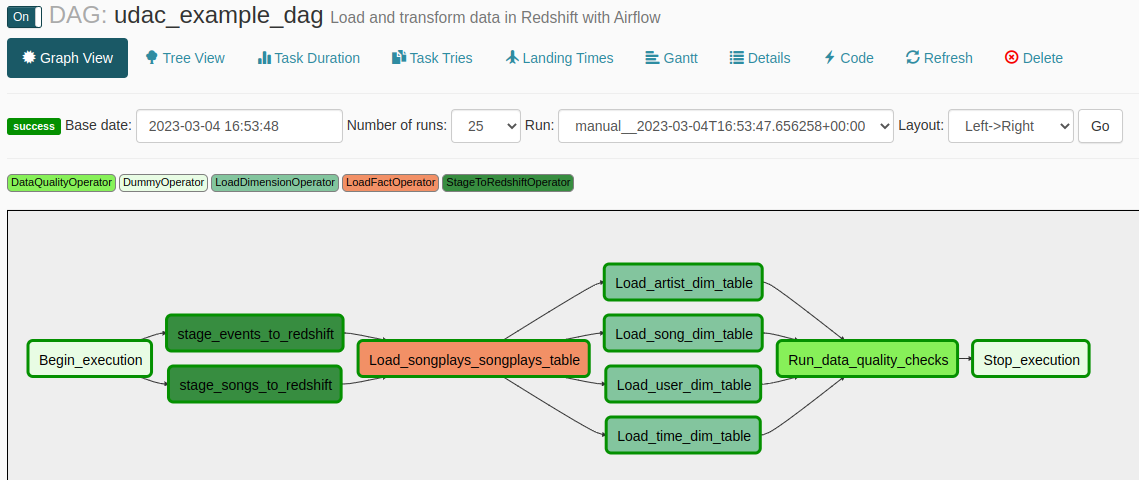 On DAG: udac_example_dag Load and transform data in Redshift with Airflow
Graph View Tree View Task Duration Task Tries Landing Times Gantt Details Code Refresh Delete
success Base date: 2023-03-04 16:53:48 Number of runs: 25 Run: manual__2023-03-04T16:53:47.656258+00:00 Layout: Left->Right Go
DataQualityOperator DummyOperator LoadDimensionOperator LoadFactOperator StageToRedshiftOperator
Begin_execution
stage_events_to_redshift
stage_songs_to_redshift
Load_songplays_songplays_table
Load_artist_dim_table
Load_song_dim_table
Load_user_dim_table
Load_time_dim_table
Run_data_quality_checks
Stop_execution